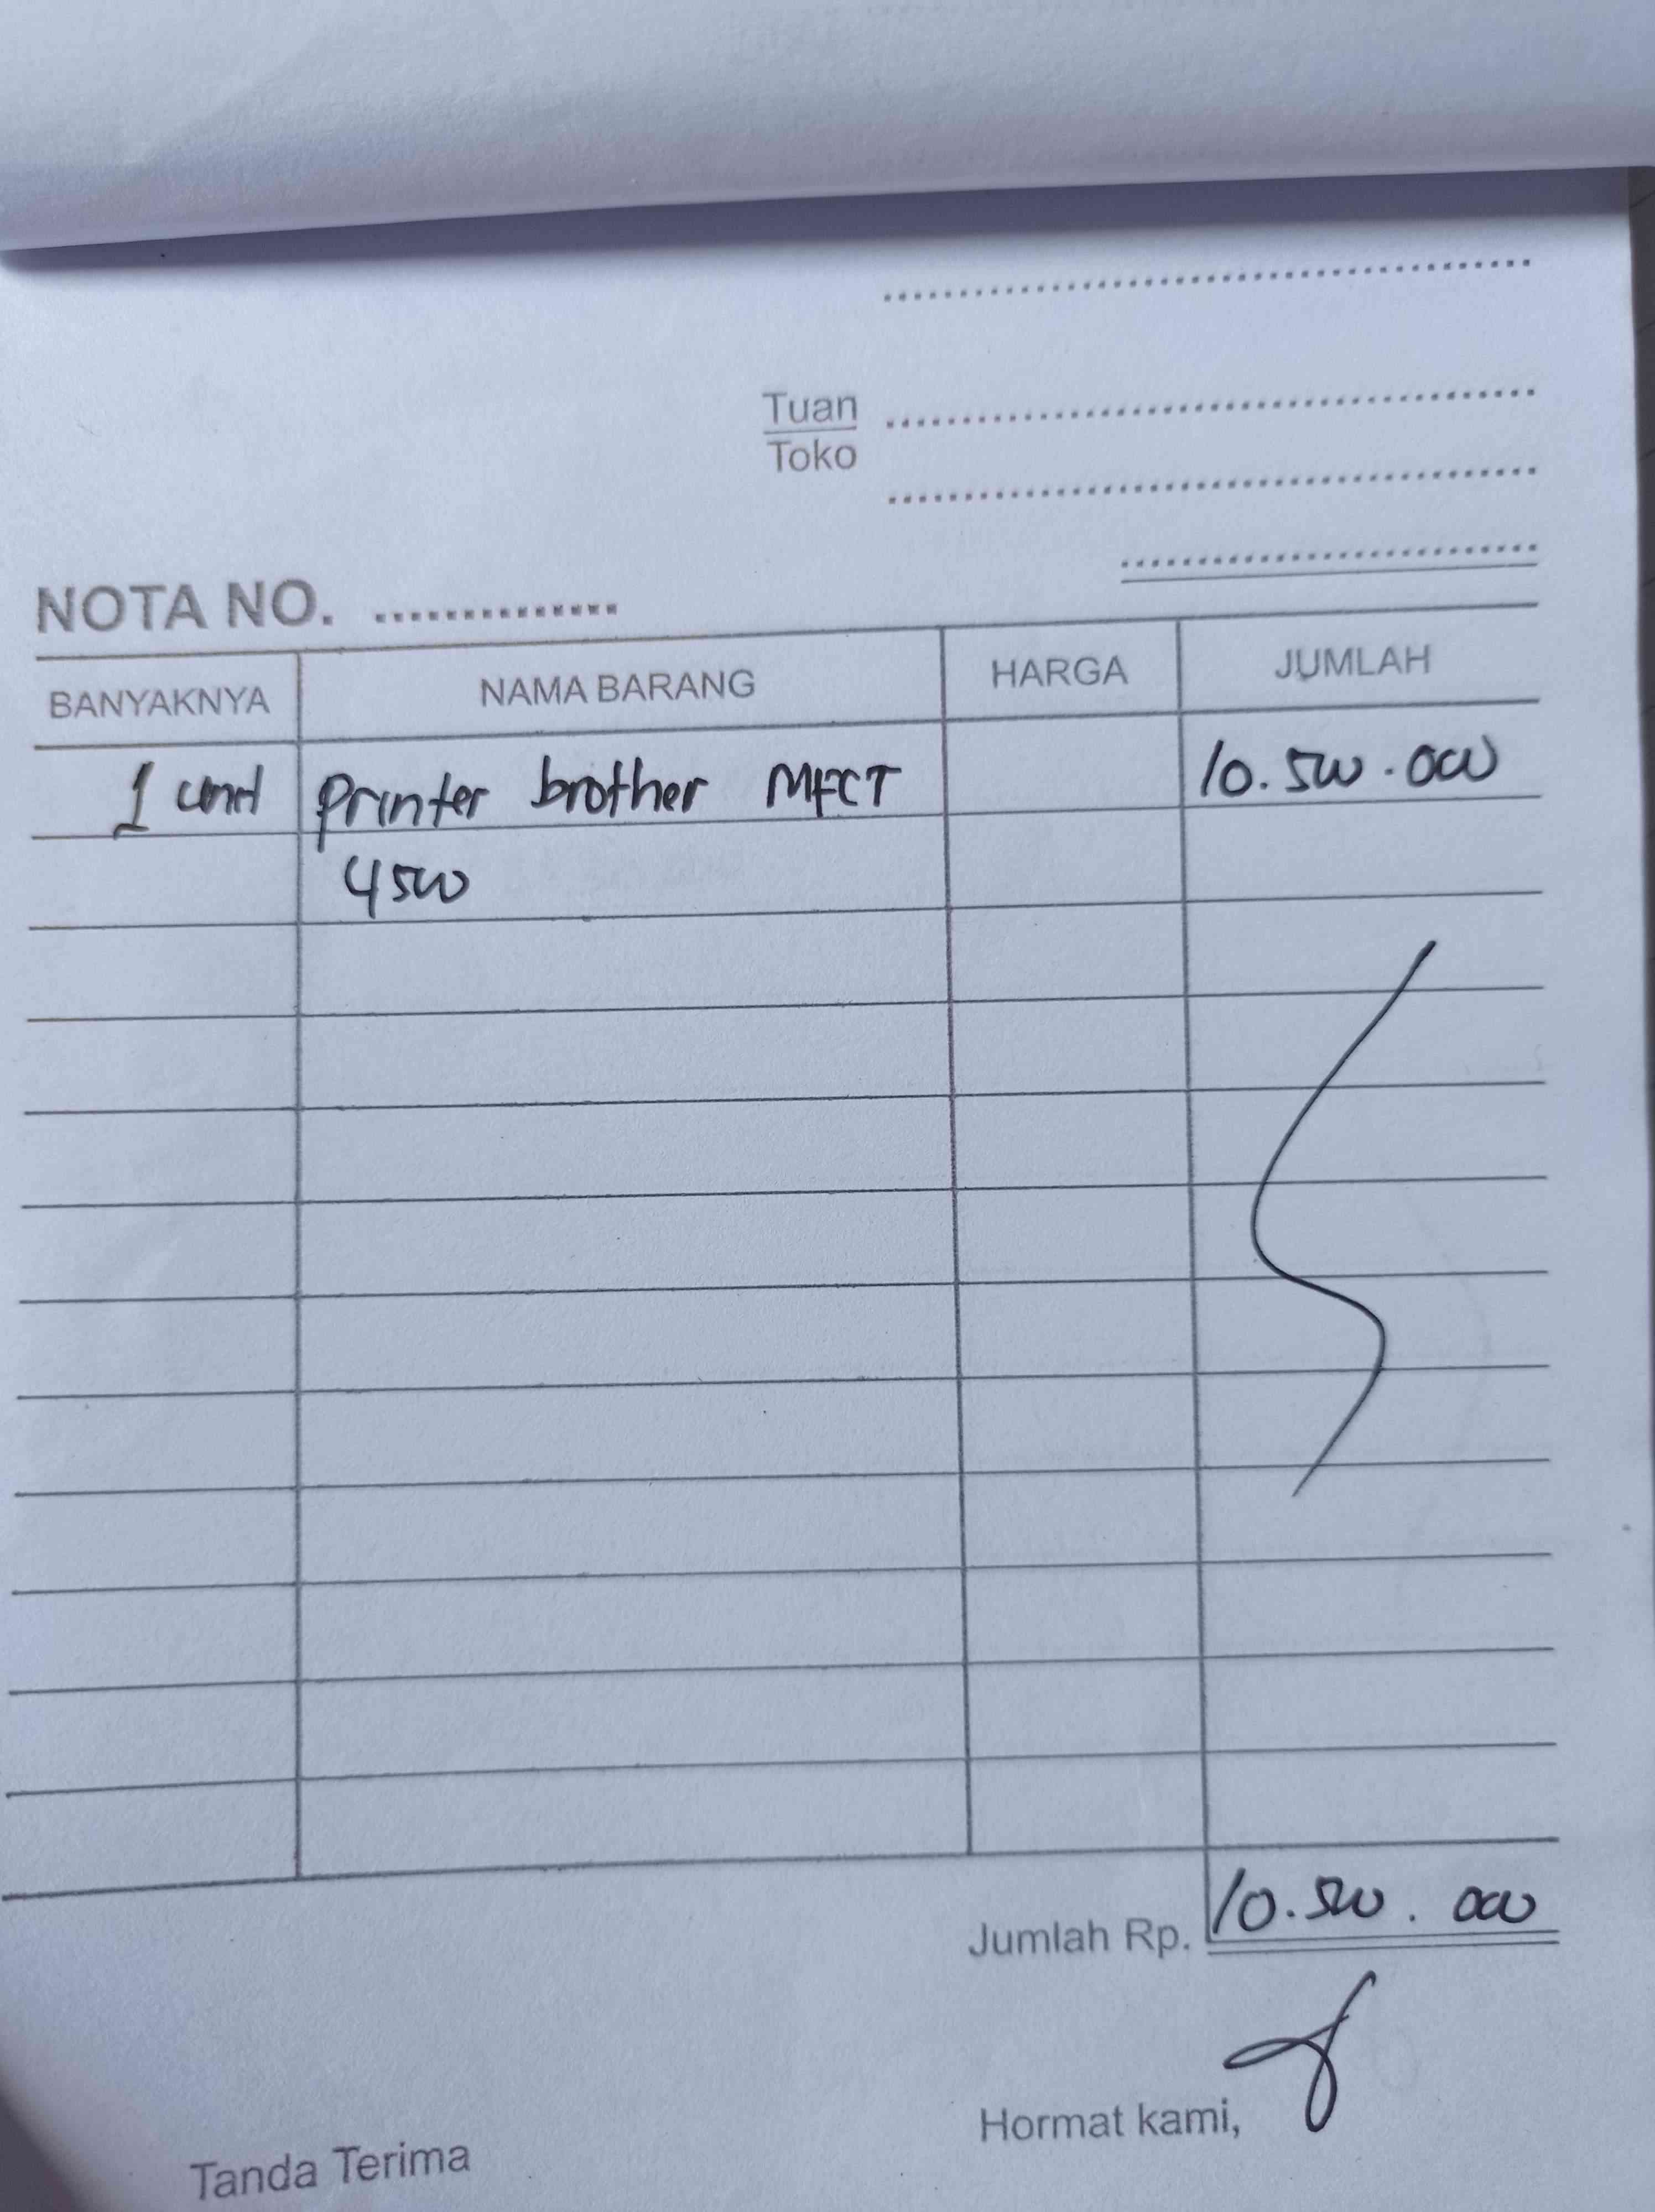 Tuan
Toko
NOTA NO. ..............
BANYAKNYA NAMA BARANG HARGA JUMLAH
1 unit Printer brother MFCT 10.500.000
4500
Jumlah Rp. 10.500.000
Hormat kami,
Tanda Terima